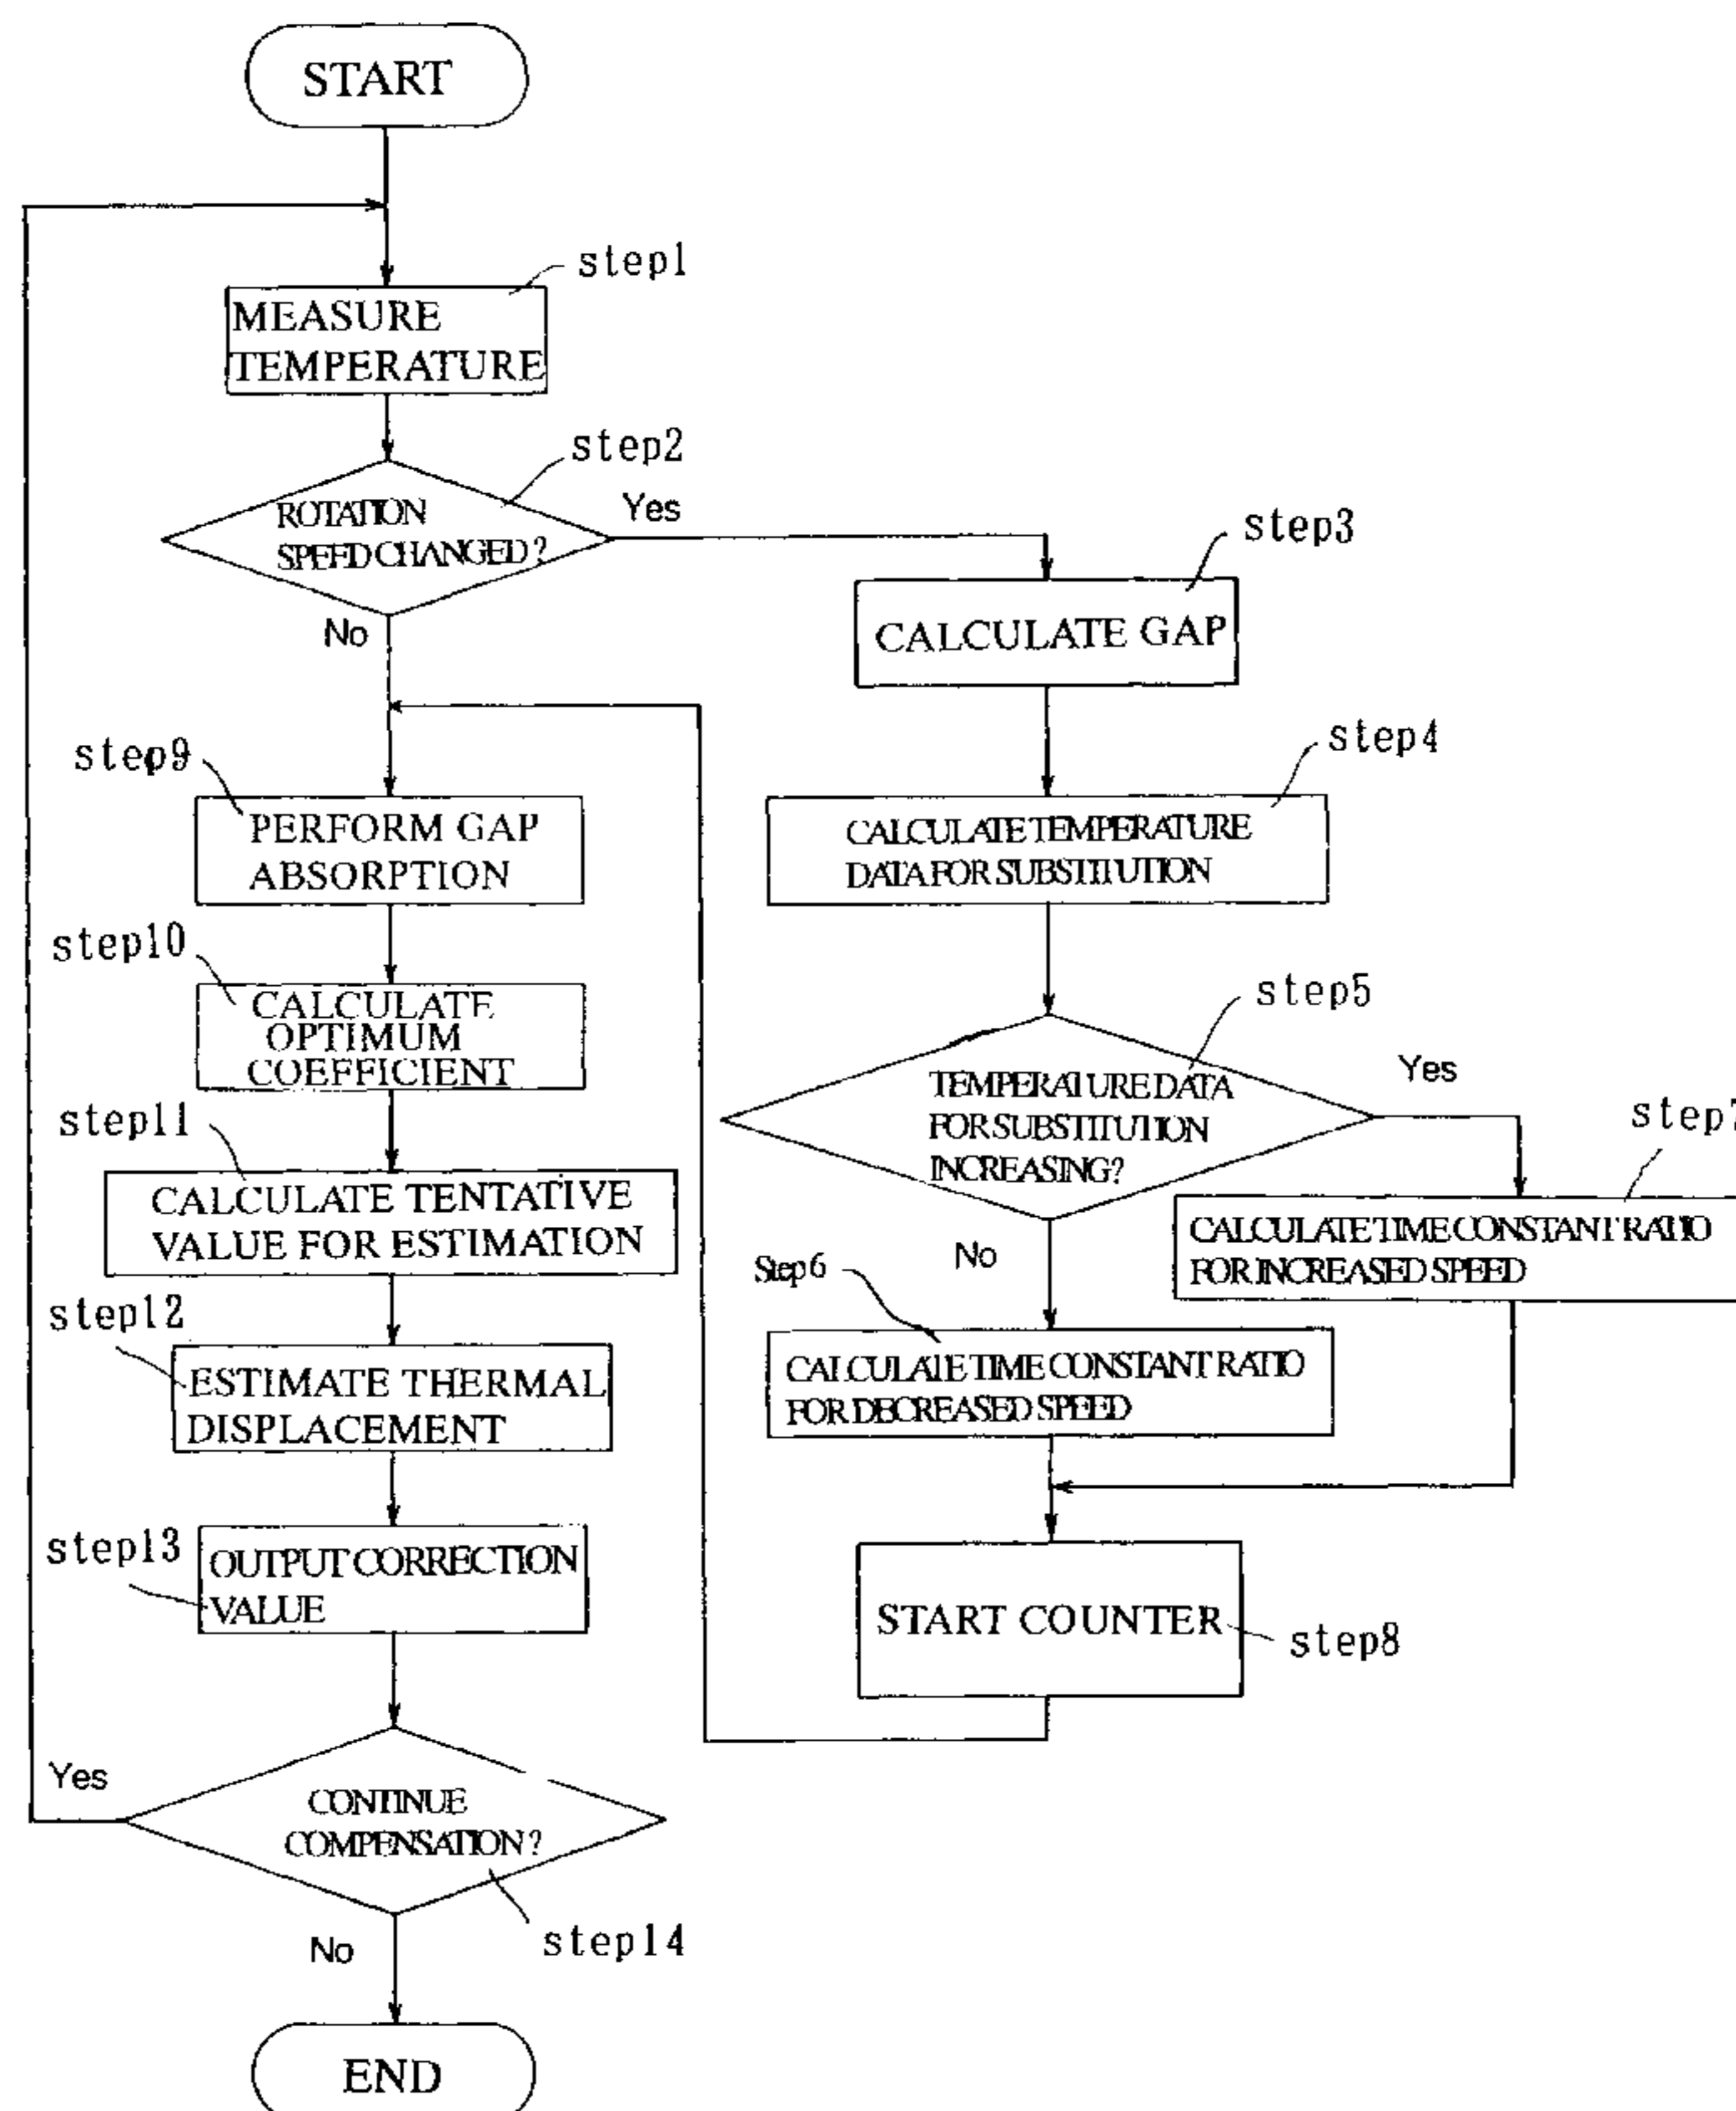 START
step1
MEASURE
TEMPERATURE
step2
ROTATION
SPEED CHANGED?
Yes
No
step3
CALCULATE GAP
step4
CALCULATE TEMPERATURE
DATA FOR SUBSTITUTION
step5
TEMPERATURE DATA
FOR SUBSTITUTION
INCREASING?
Yes
No
step7
CALCULATE TIME CONSTANT RATIO
FOR INCREASED SPEED
Step6
CALCULATE TIME CONSTANT RATIO
FOR DECREASED SPEED
START COUNTER
step8
step9
PERFORM GAP
ABSORPTION
step10
CALCULATE
OPTIMUM
COEFFICIENT
step11
CALCULATE TENTATIVE
VALUE FOR ESTIMATION
step12
ESTIMATE THERMAL
DISPLACEMENT
step13
OUTPUT CORRECTION
VALUE
Yes
CONTINUE
COMPENSATION?
step14
No
END